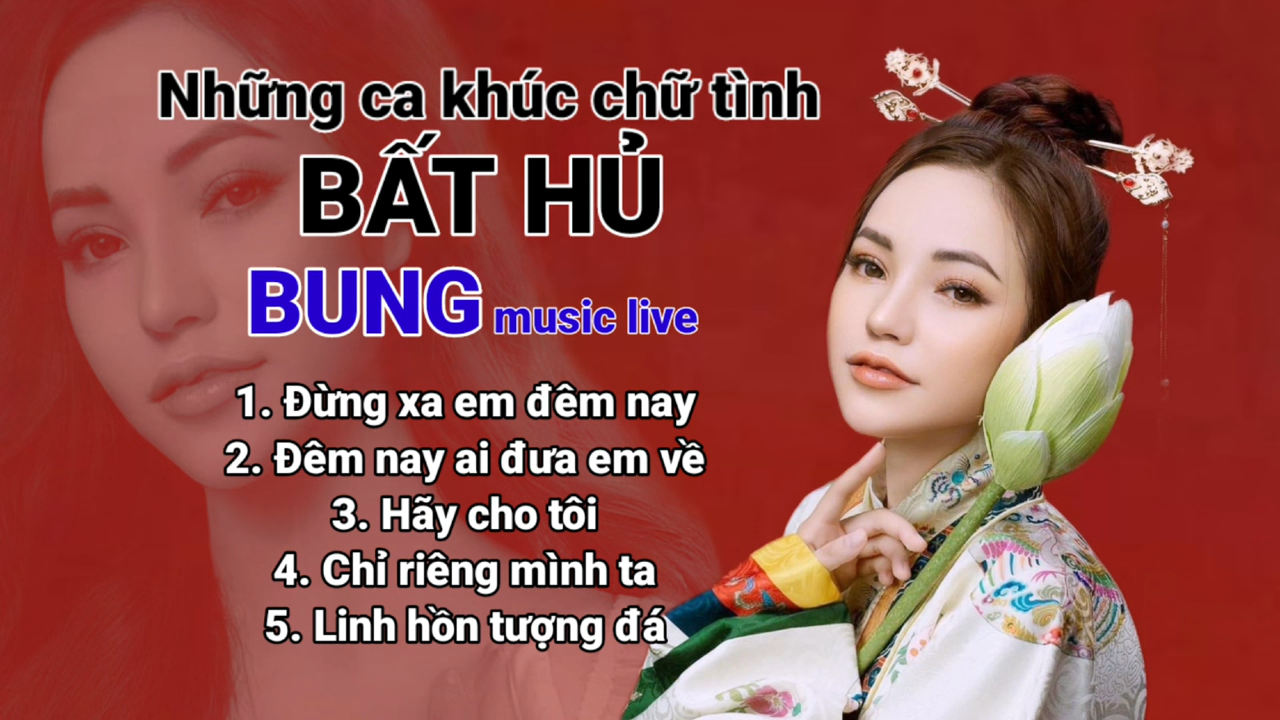 Những ca khúc chữ tình
BẤT HỦ
BUNG music live
1. Đừng xa em đêm nay
2. Đêm nay ai đưa em về
3. Hãy cho tôi
4. Chỉ riêng mình ta
5. Linh hồn tượng đá